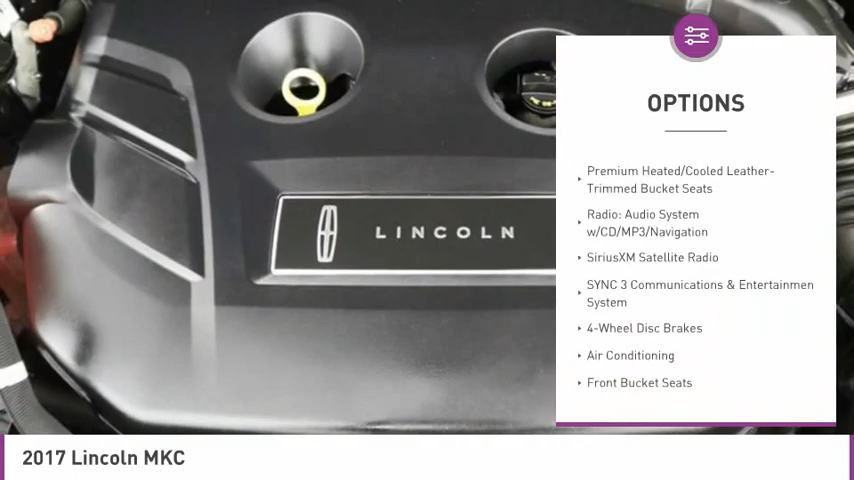 LINCOLN
OPTIONS
Premium Heated/Cooled Leather-
Trimmed Bucket Seats
Radio: Audio System
w/CD/MP3/Navigation
SiriusXM Satellite Radio
SYNC 3 Communications & Entertainmen
System
4-Wheel Disc Brakes
Air Conditioning
Front Bucket Seats
2017 Lincoln MKC